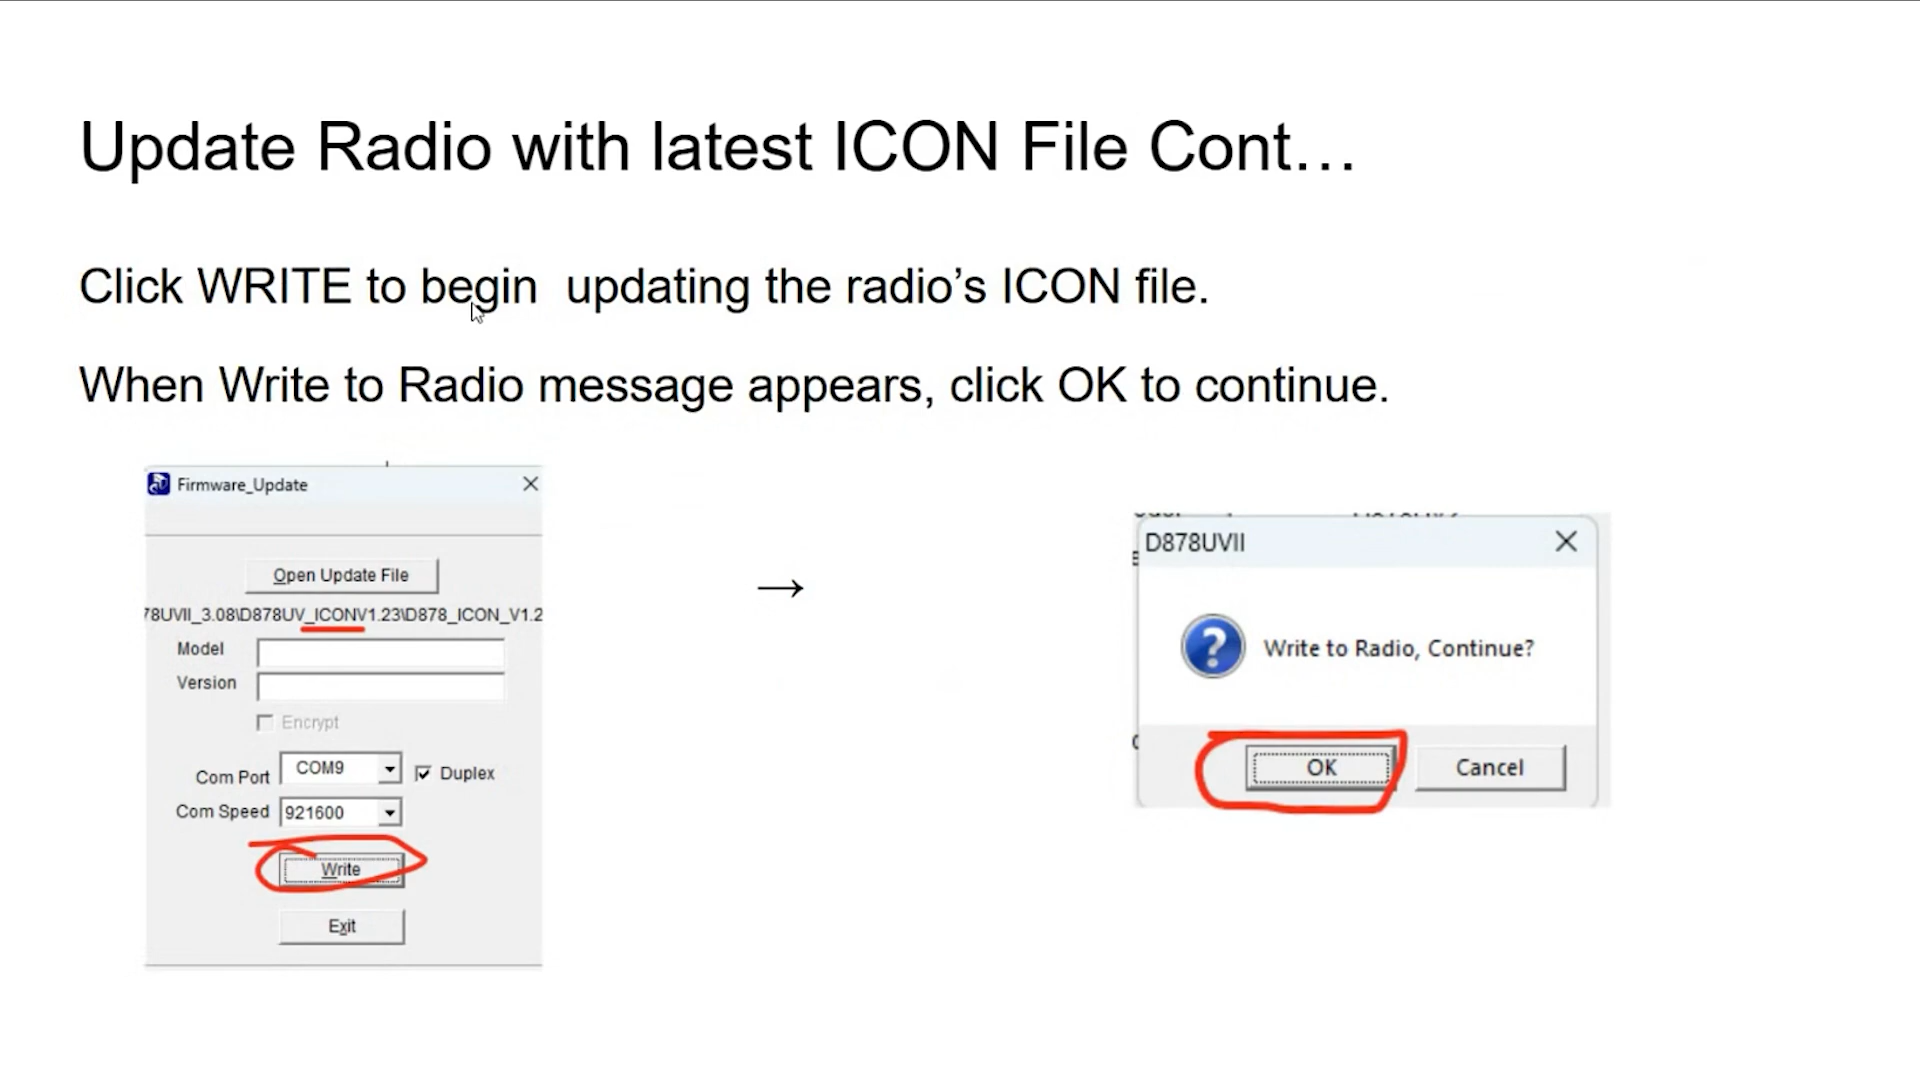 Update Radio with latest ICON File Cont…
Click WRITE to begin  updating the radio’s ICON file.
When Write to Radio message appears, click OK to continue.
Firmware_Update
Open Update File
78UVII_3.08\D878UV_ICONV1.23\D878_ICON_V1.2
Model
Version
Encrypt
Com Port COM9 Duplex
Com Speed 921600
Write
Exit
→
D878UVII
Write to Radio, Continue?
OK Cancel